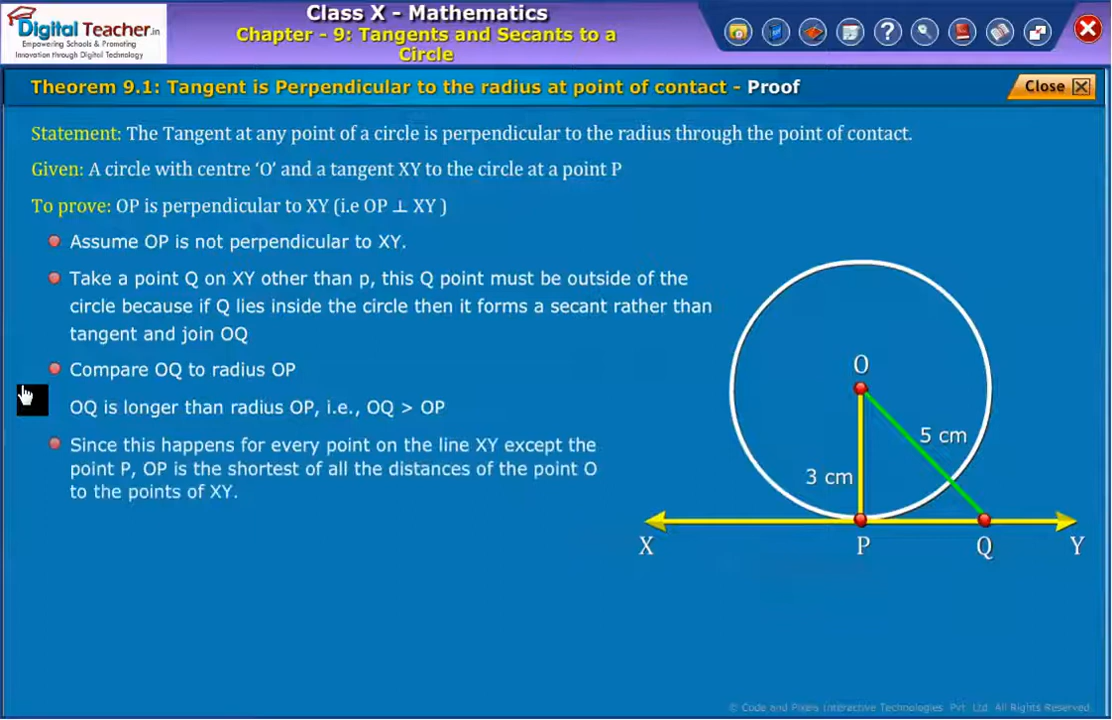 Digital Teacher.in
Empowering Schools & Promoting
Innovation through Digital Technology
Class X - Mathematics
Chapter - 9: Tangents and Secants to a
Circle
Theorem 9.1: Tangent is Perpendicular to the radius at point of contact - Proof
Close
Statement: The Tangent at any point of a circle is perpendicular to the radius through the point of contact.
Given: A circle with centre ‘O’ and a tangent XY to the circle at a point P
To prove: OP is perpendicular to XY (i.e OP ⊥ XY )
Assume OP is not perpendicular to XY.
Take a point Q on XY other than p, this Q point must be outside of the
circle because if Q lies inside the circle then it forms a secant rather than
tangent and join OQ
Compare OQ to radius OP
OQ is longer than radius OP, i.e., OQ > OP
Since this happens for every point on the line XY except the
point P, OP is the shortest of all the distances of the point O
to the points of XY.
O
5 cm
3 cm
X
P
Q
Y
© Code and Pixels Interactive Technologies Pvt. Ltd. All Rights Reserved.